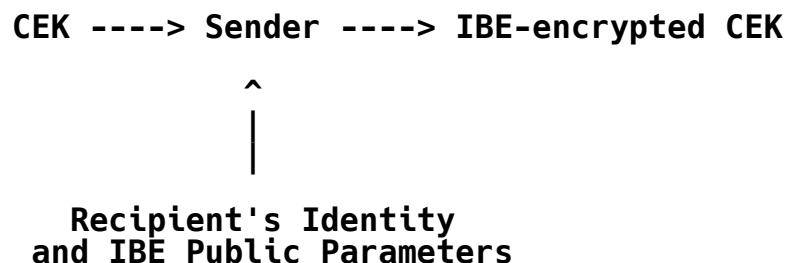 CEK ----> Sender ----> IBE-encrypted CEK
^
|
|
Recipient's Identity
and IBE Public Parameters